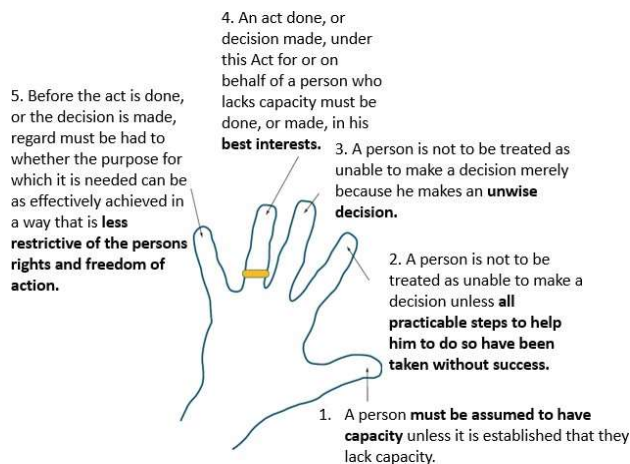 4. An act done, or
decision made, under
this Act for or on
behalf of a person who
lacks capacity must be
done, or made, in his
best interests.
5. Before the act is done,
or the decision is made,
regard must be had to
whether the purpose for
which it is needed can be
as effectively achieved in
a way that is less
restrictive of the persons
rights and freedom of
action.
3. A person is not to be treated as
unable to make a decision merely
because he makes an unwise
decision.
2. A person is not to be
treated as unable to make a
decision unless all
practicable steps to help
him to do so have been
taken without success.
1. A person must be assumed to have
capacity unless it is established that they
lack capacity.